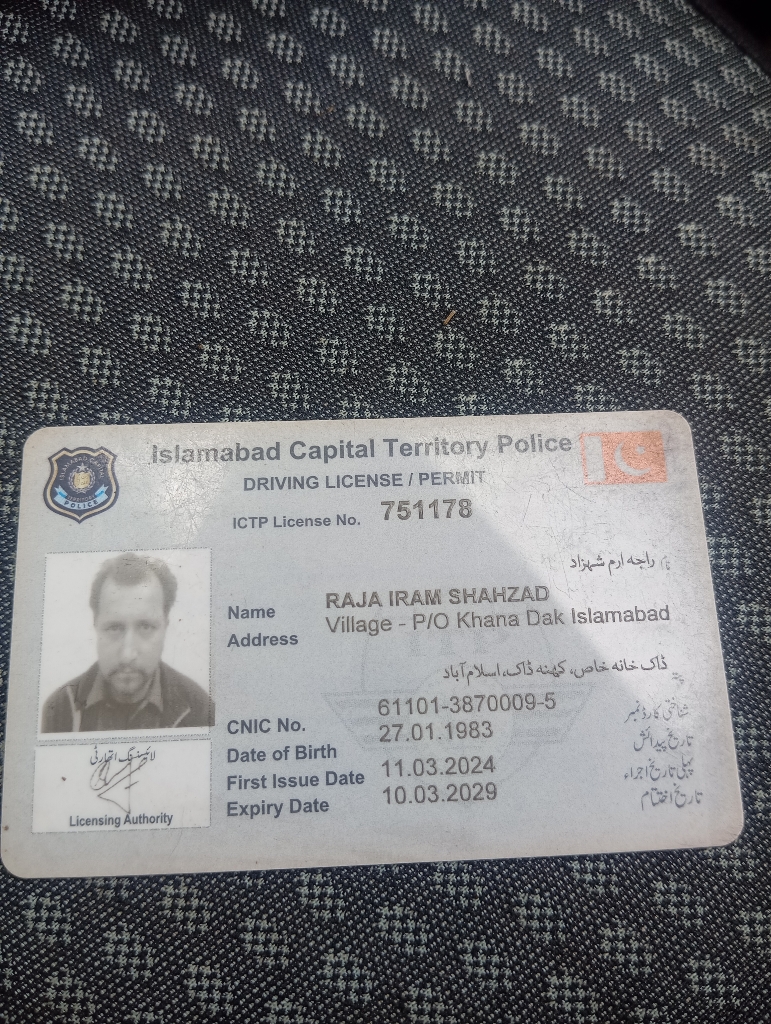 Islamabad Capital Territory Police
DRIVING LICENSE / PERMIT
ICTP License No. 751178
نام راجہ ارم شہزاد
Name RAJA IRAM SHAHZAD
Address Village - P/O Khana Dak Islamabad
پتہ ڈاک خانہ خاص، کھنہ ڈاک، اسلام آباد
CNIC No. 61101-3870009-5 شناختی کارڈ نمبر
Date of Birth 27.01.1983 تاریخ پیدائش
First Issue Date 11.03.2024 پہلی تاریخ اجراء
Expiry Date 10.03.2029 تاریخ اختتام
لائیسنسنگ اتھارٹی
Licensing Authority
POLICE